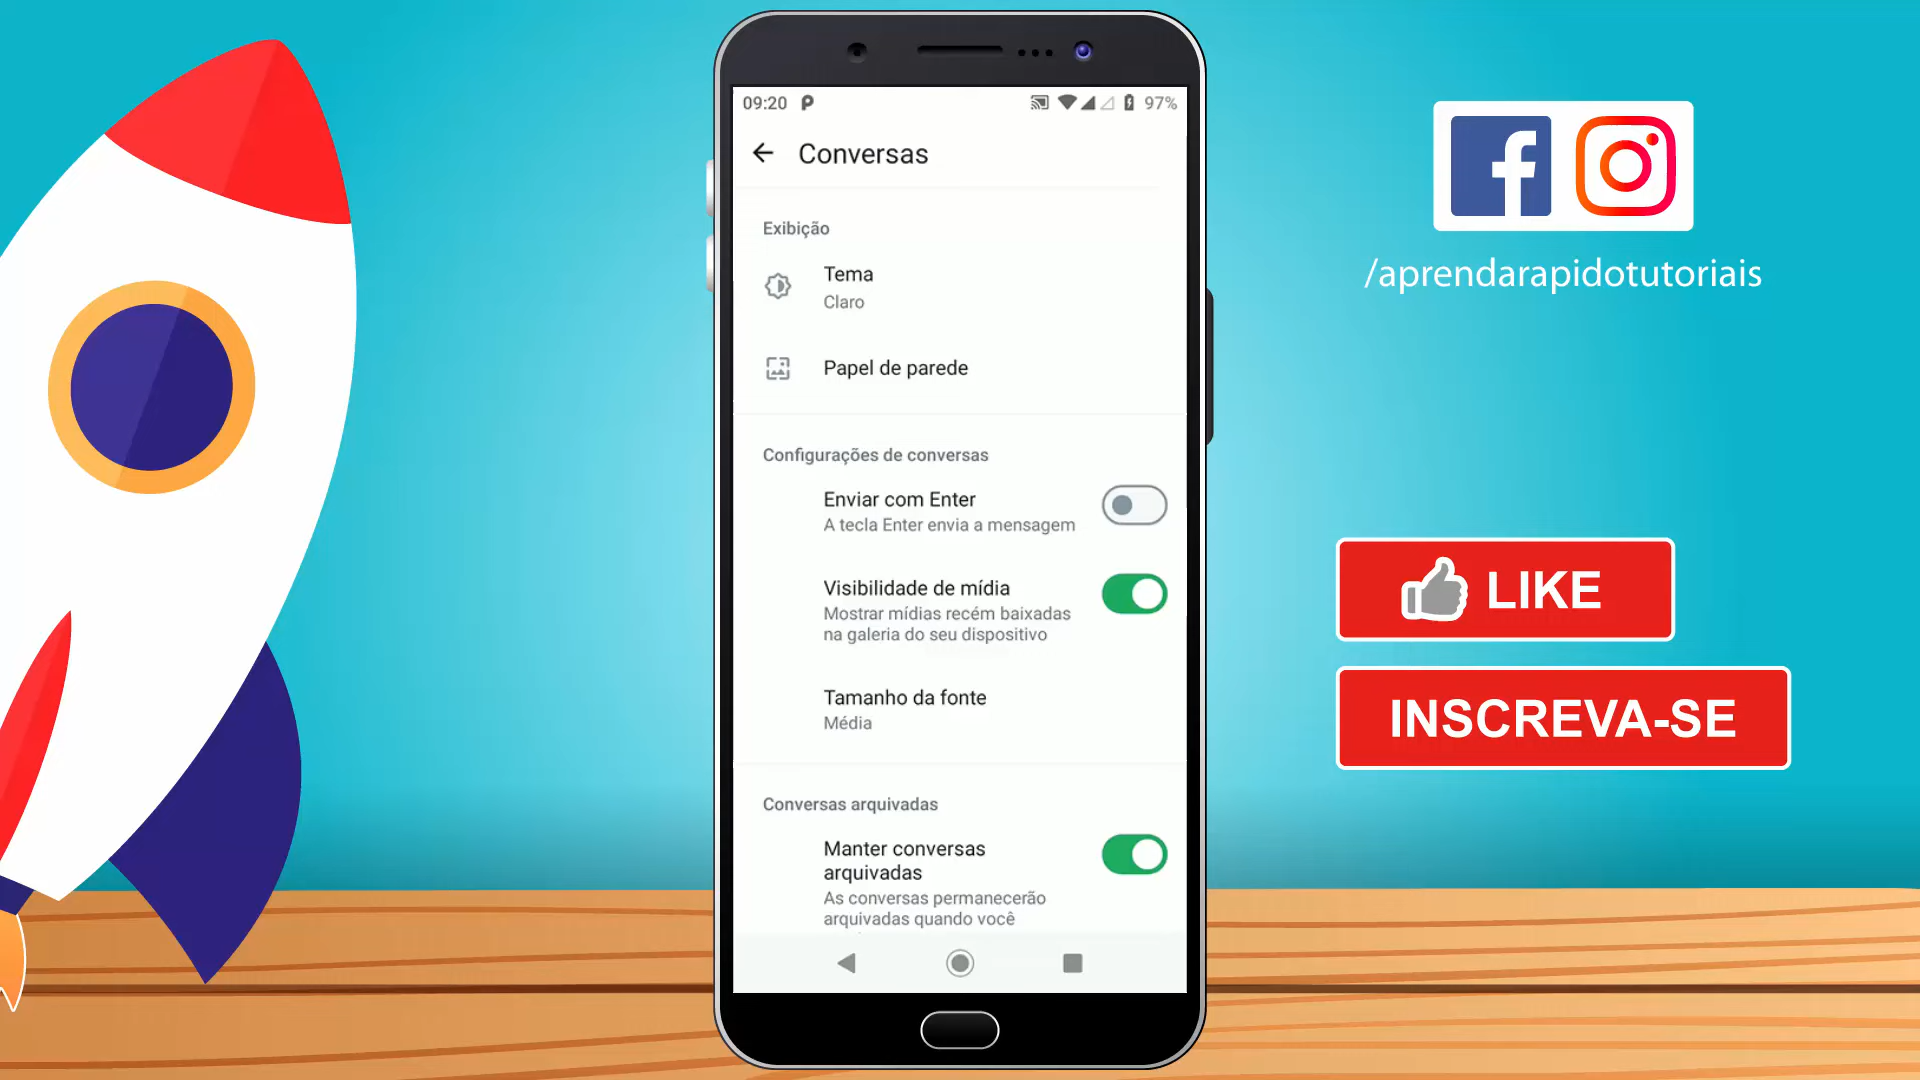 09:20
97%
Conversas
Exibição
Tema
Claro
Papel de parede
Configurações de conversas
Enviar com Enter
A tecla Enter envia a mensagem
Visibilidade de mídia
Mostrar mídias recém baixadas
na galeria do seu dispositivo
Tamanho da fonte
Média
Conversas arquivadas
Manter conversas
arquivadas
As conversas permanecerão
arquivadas quando você
/aprendarapidotutoriais
LIKE
INSCREVA-SE